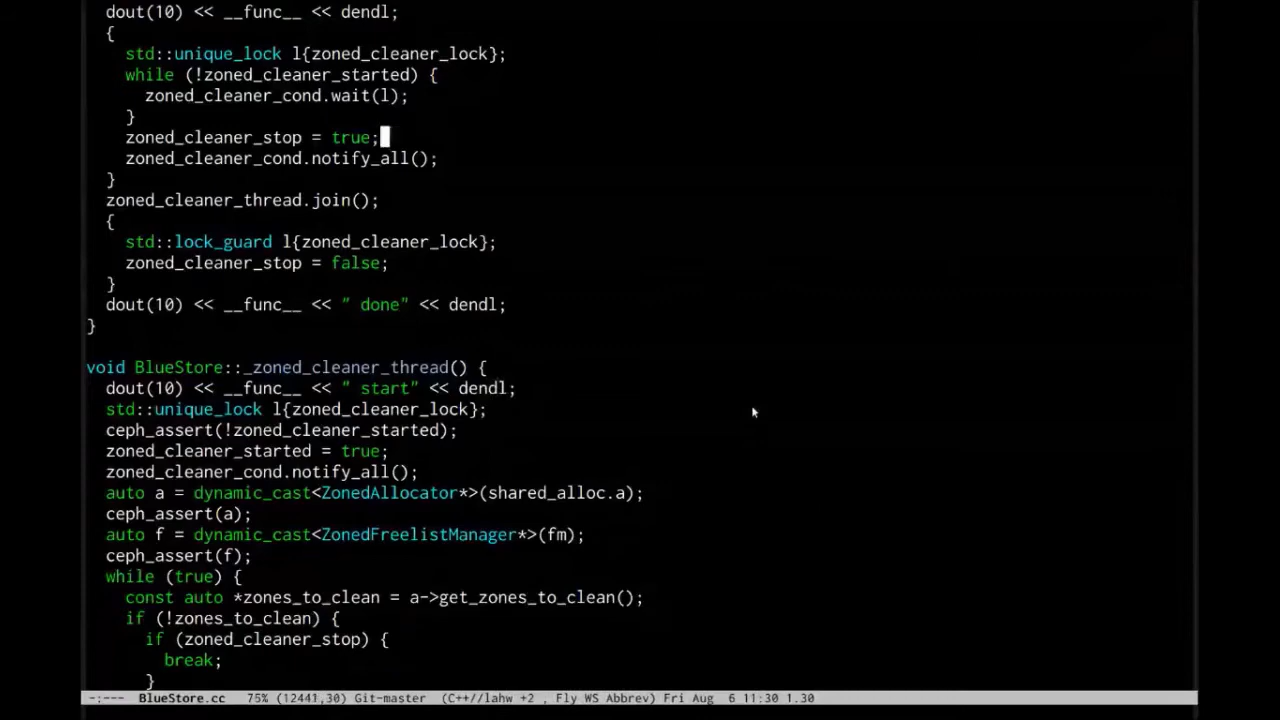 dout(10) << __func__ << dendl;
{
std::unique_lock l{zoned_cleaner_lock};
while (!zoned_cleaner_started) {
zoned_cleaner_cond.wait(l);
}
zoned_cleaner_stop = true;
zoned_cleaner_cond.notify_all();
}
zoned_cleaner_thread.join();
{
std::lock_guard l{zoned_cleaner_lock};
zoned_cleaner_stop = false;
}
dout(10) << __func__ << " done" << dendl;
}
void BlueStore::_zoned_cleaner_thread() {
dout(10) << __func__ << " start" << dendl;
std::unique_lock l{zoned_cleaner_lock};
ceph_assert(!zoned_cleaner_started);
zoned_cleaner_started = true;
zoned_cleaner_cond.notify_all();
auto a = dynamic_cast<ZonedAllocator*>(shared_alloc.a);
ceph_assert(a);
auto f = dynamic_cast<ZonedFreelistManager*>(fm);
ceph_assert(f);
while (true) {
const auto *zones_to_clean = a->get_zones_to_clean();
if (!zones_to_clean) {
if (zoned_cleaner_stop) {
break;
}
-:--- BlueStore.cc 75% (12441,30) Git-master (C++//lahw +2 , Fly WS Abbrev) Fri Aug 6 11:30 1.30